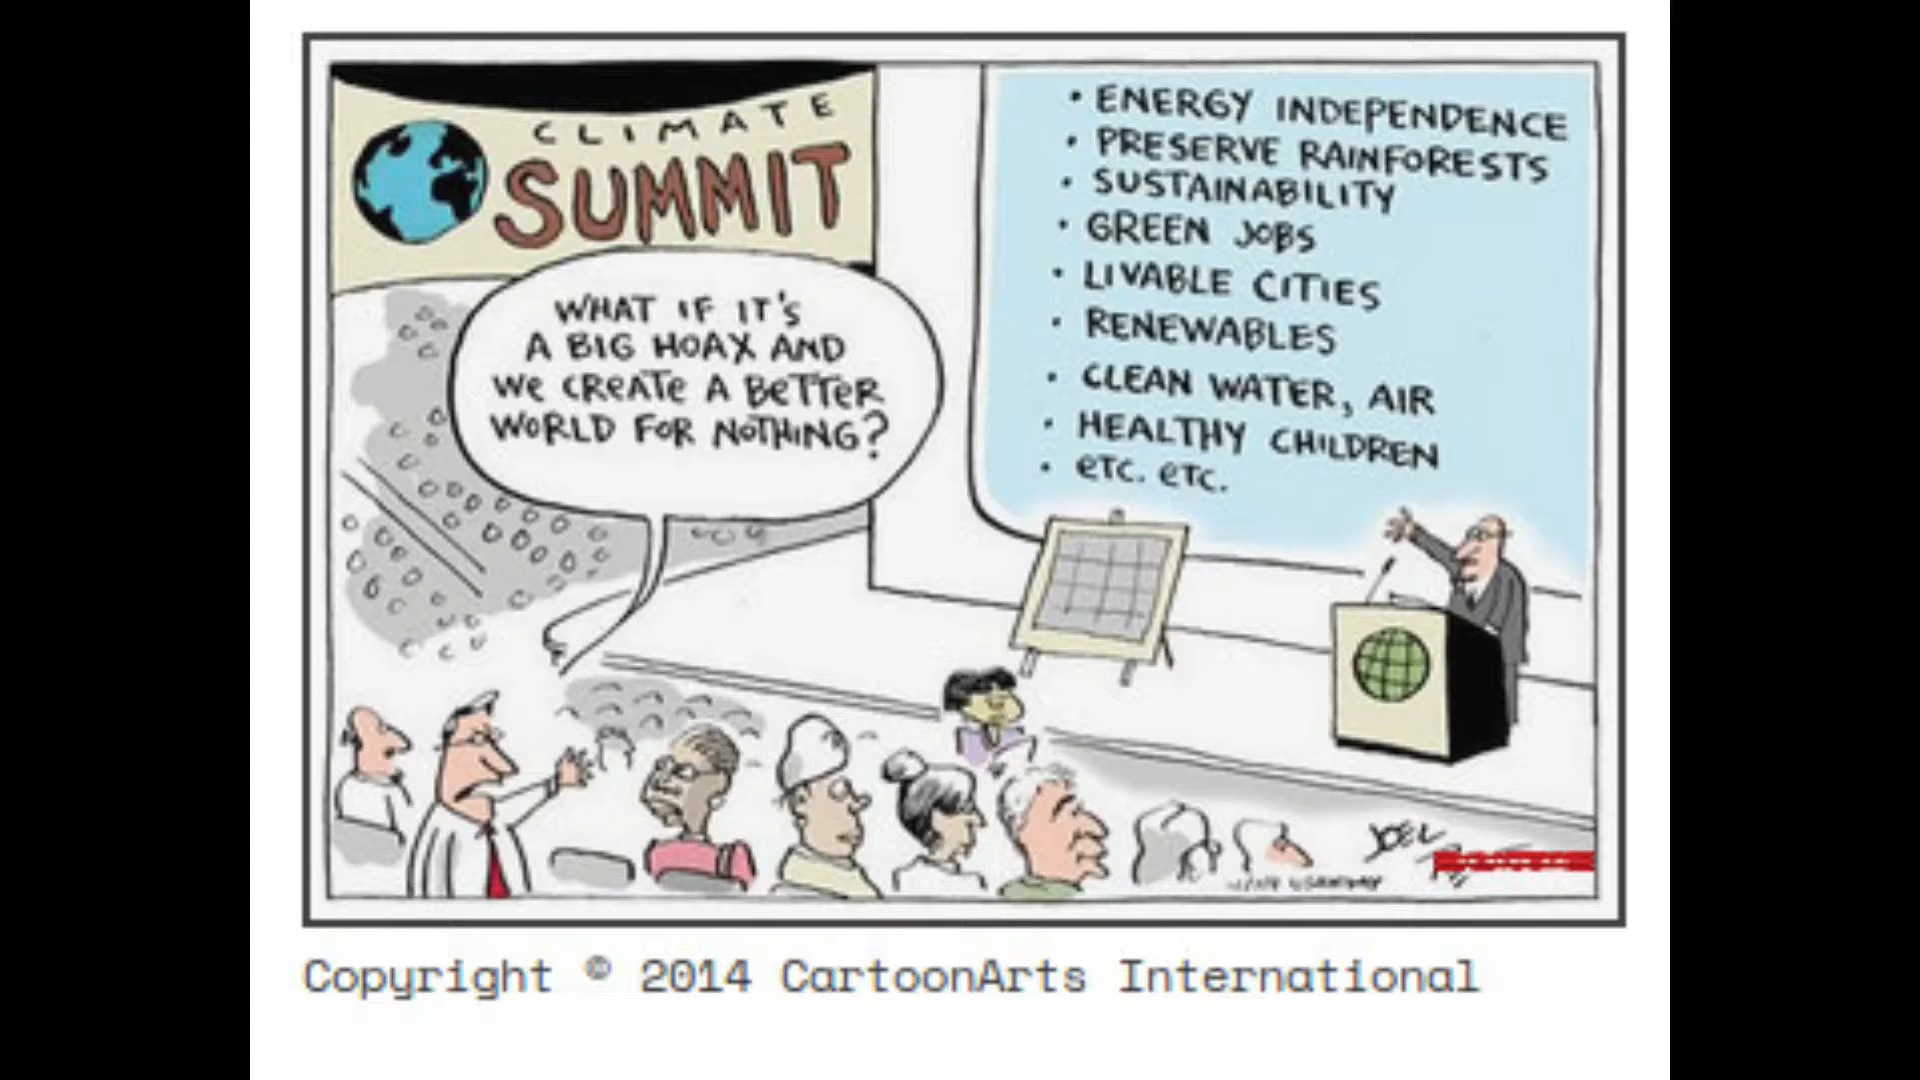 CLIMATE
SUMMIT
WHAT IF IT'S
A BIG HOAX AND
We CReATe A BeTTeR
WORLD FOR NOTHING?
• ENERGY INDEPENDENCE
• PRESERVE RAINFORESTS
• SUSTAINABILITY
• GREEN JOBS
• LIVABLE CITIES
• RENEWABLES
• CLEAN WATER, AIR
• HEALTHY CHILDREN
• eTC. eTC.
JOEL
Copyright © 2014 CartoonArts International